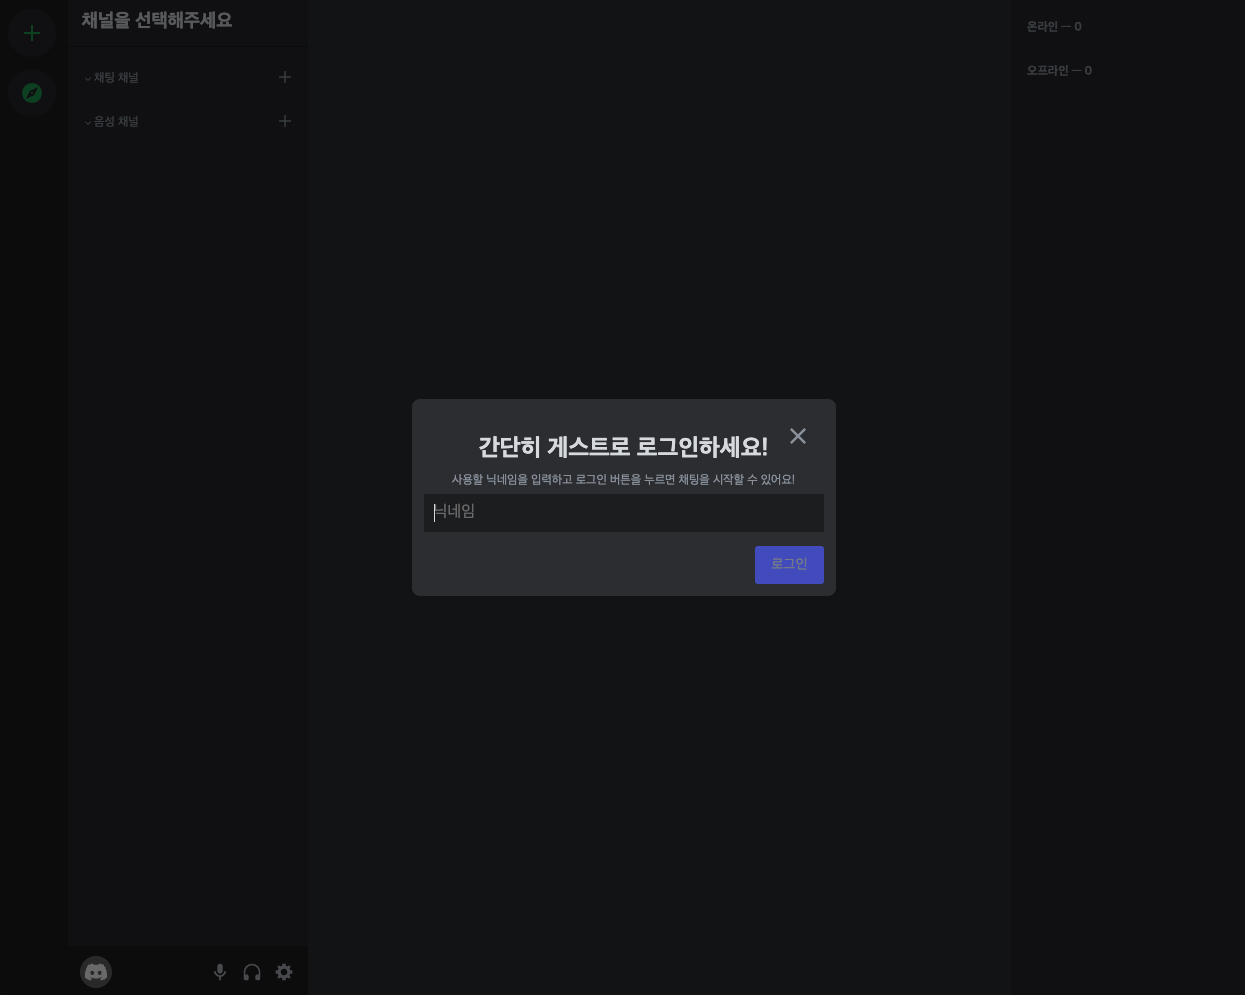 채널을 선택해주세요
채팅 채널
음성 채널
온라인 — 0
오프라인 — 0
간단히 게스트로 로그인하세요!
사용할 닉네임을 입력하고 로그인 버튼을 누르면 채팅을 시작할 수 있어요!
닉네임
로그인